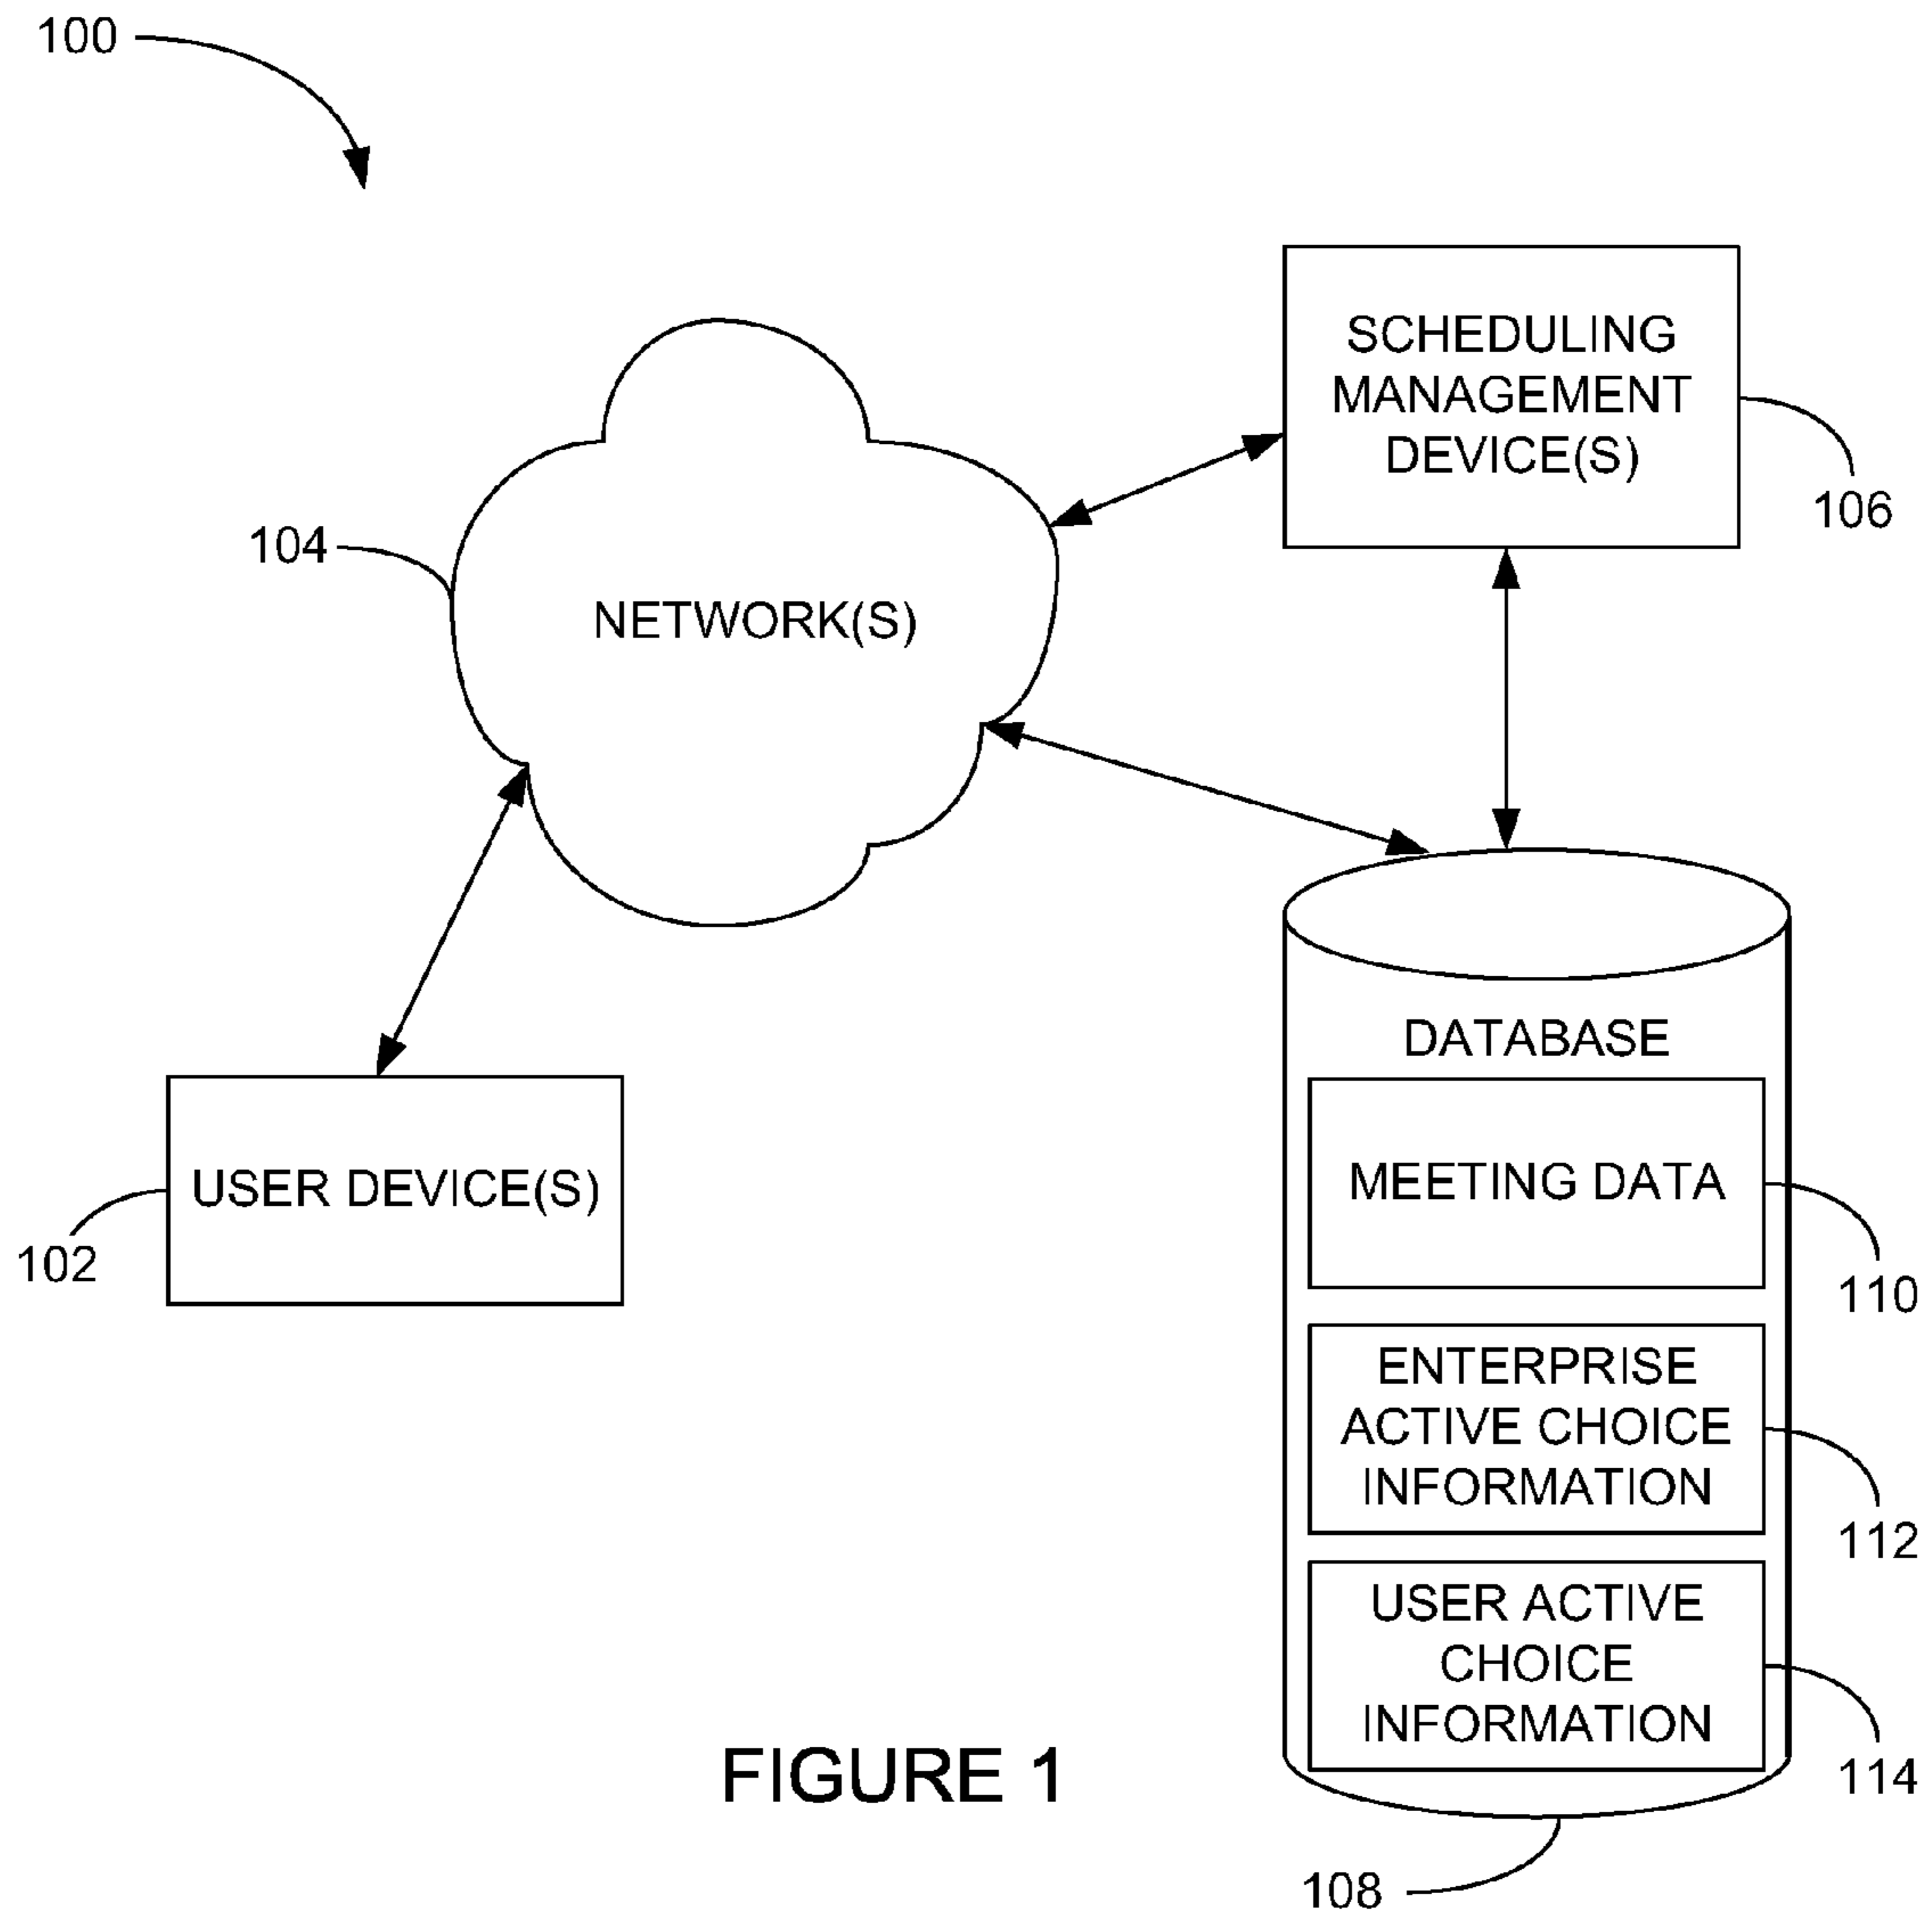 100
SCHEDULING
MANAGEMENT
DEVICE(S)
106
104
NETWORK(S)
DATABASE
MEETING DATA
110
USER DEVICE(S)
102
ENTERPRISE
ACTIVE CHOICE
INFORMATION
112
USER ACTIVE
CHOICE
INFORMATION
114
108
FIGURE 1